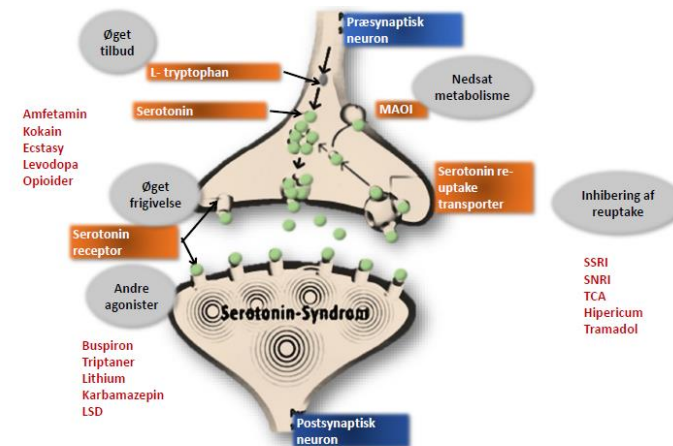 Øget
tilbud
Præsynaptisk
neuron
L- tryptophan
Nedsat
metabolisme
Serotonin
MAOI
Amfetamin
Kokain
Ecstasy
Levodopa
Opioider
Øget
frigivelse
Serotonin re-
uptake
transporter
Inhibering af
reuptake
Serotonin
receptor
SSRI
SNRI
TCA
Hipericum
Tramadol
Andre
agonister
Serotonin-Syndrom
Buspiron
Triptaner
Lithium
Karbamazepin
LSD
Postsynaptisk
neuron